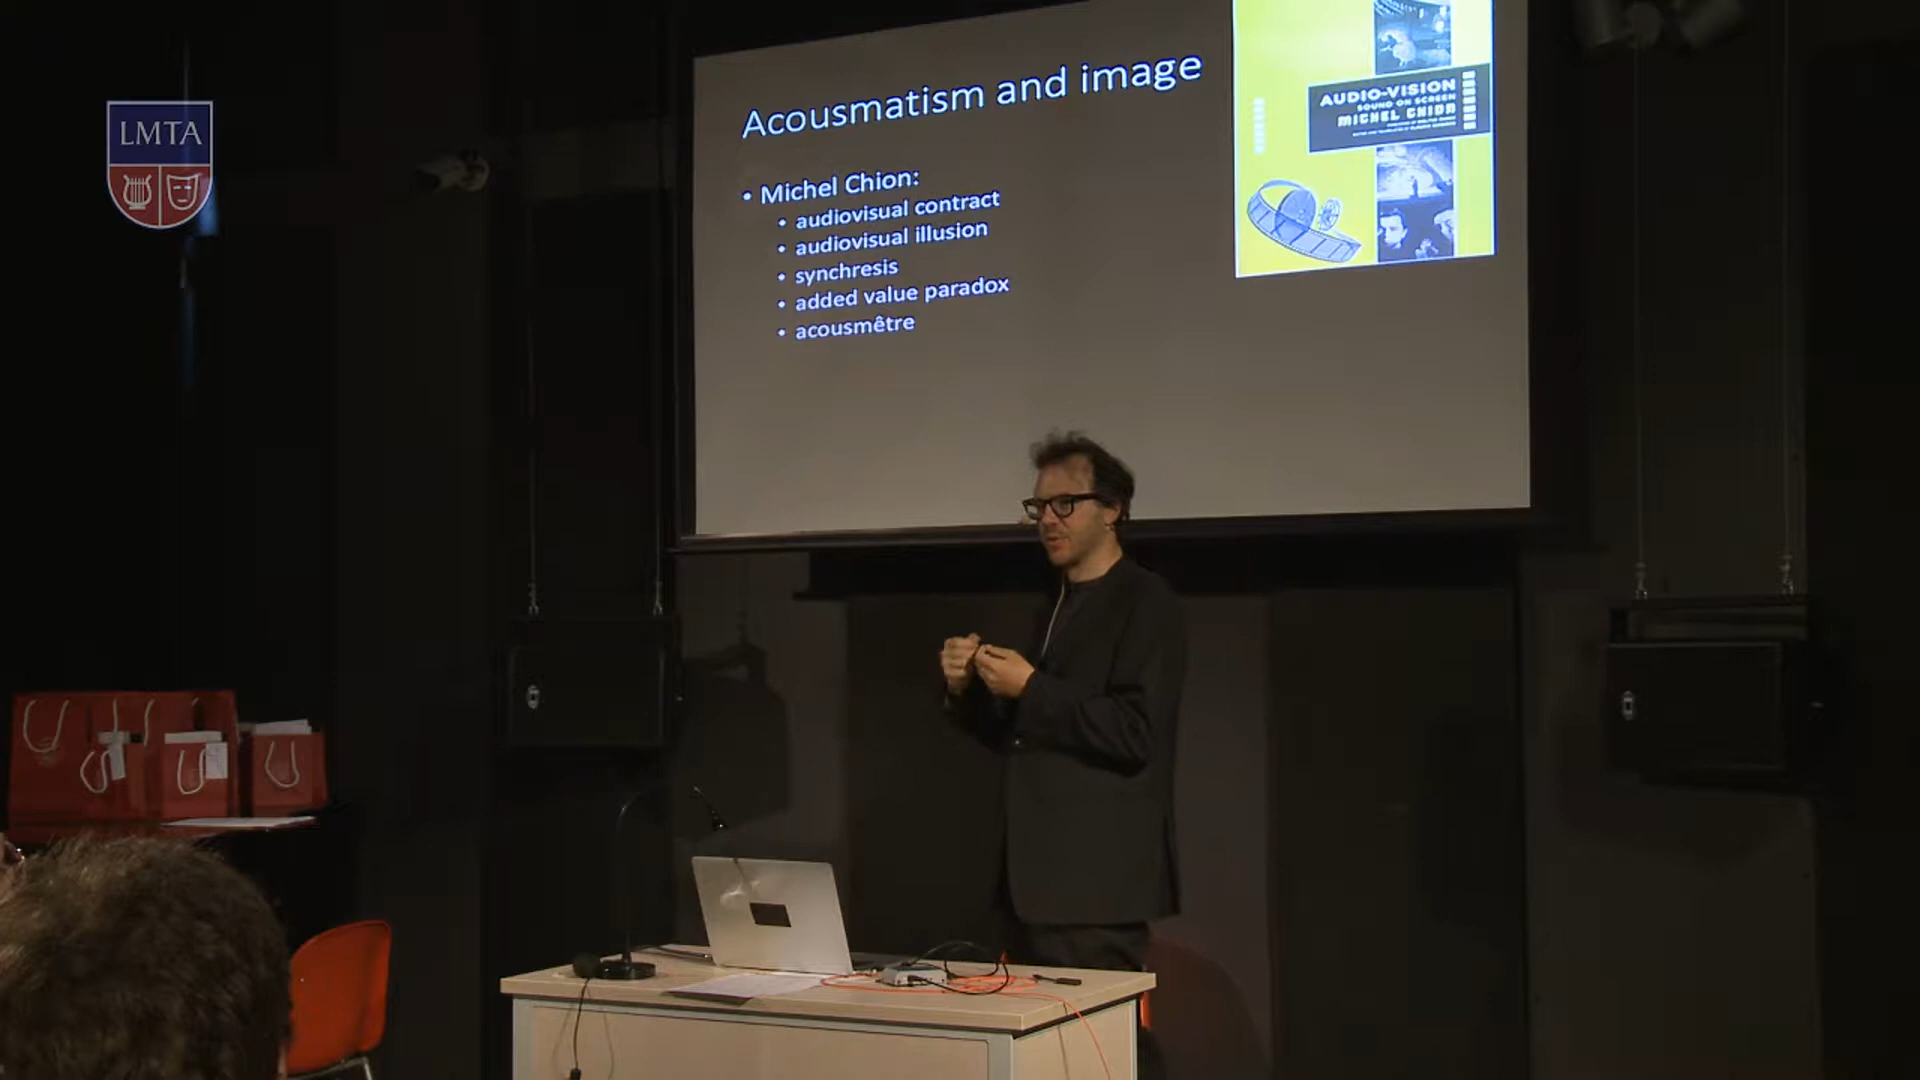 LMTA
Acousmatism and image
• Michel Chion:
• audiovisual contract
• audiovisual illusion
• synchresis
• added value paradox
• acousmêtre
AUDIO-VISION
SOUND ON SCREEN
MICHEL CHION